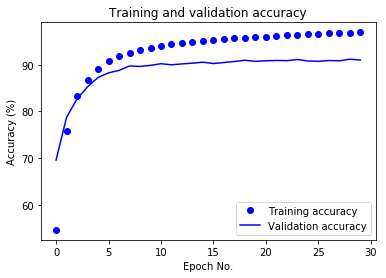 Training and validation accuracy
Accuracy (%)
90
80
70
60
Training accuracy
Validation accuracy
0
5
10
15
20
25
30
Epoch No.